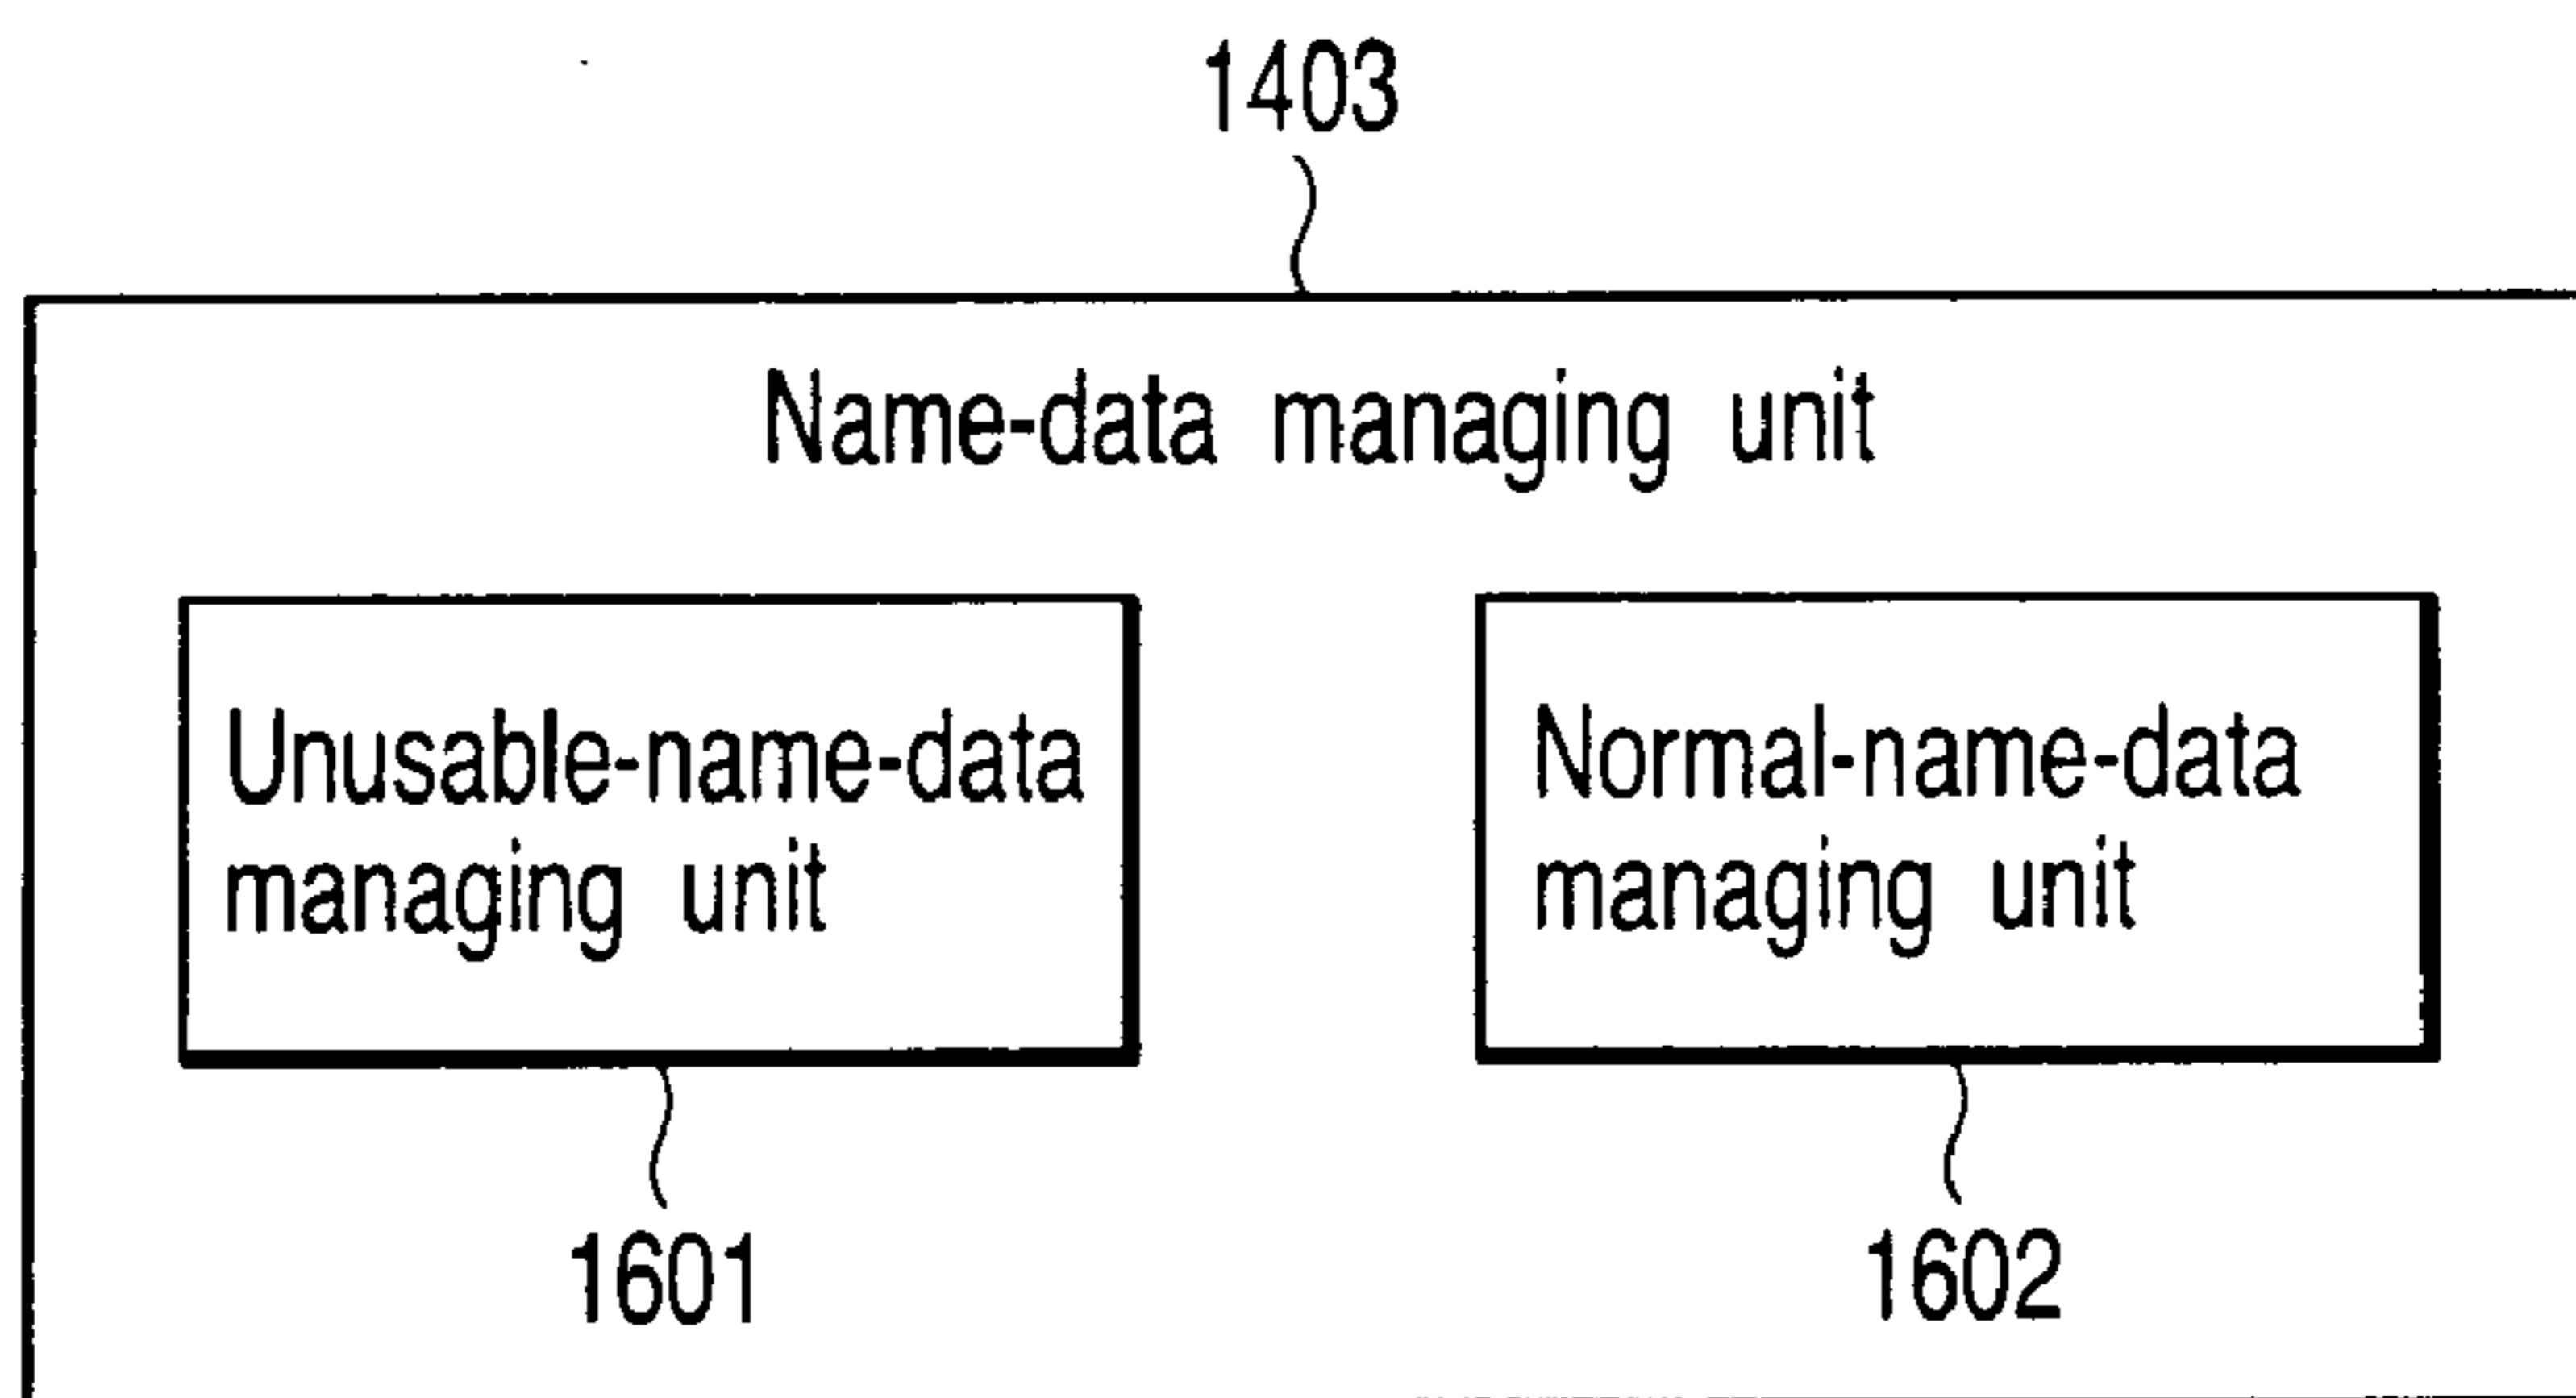 1403
Name-data managing unit
Unusable-name-data
managing unit
Normal-name-data
managing unit
1601
1602